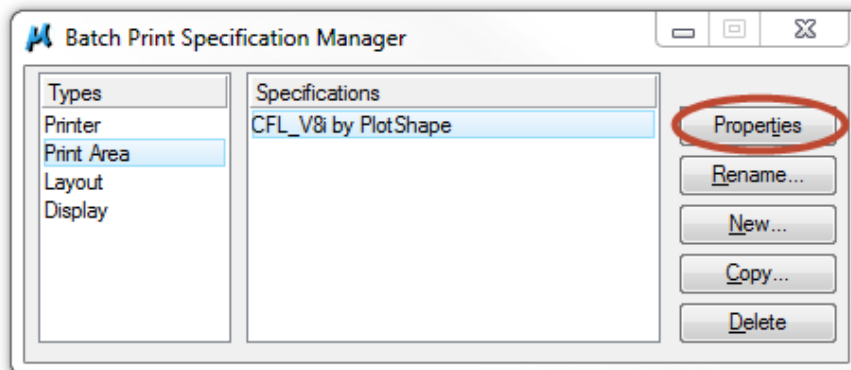 Batch Print Specification Manager
Types
Printer
Print Area
Layout
Display
Specifications
CFL_V8i by PlotShape
Properties
Rename...
New...
Copy...
Delete